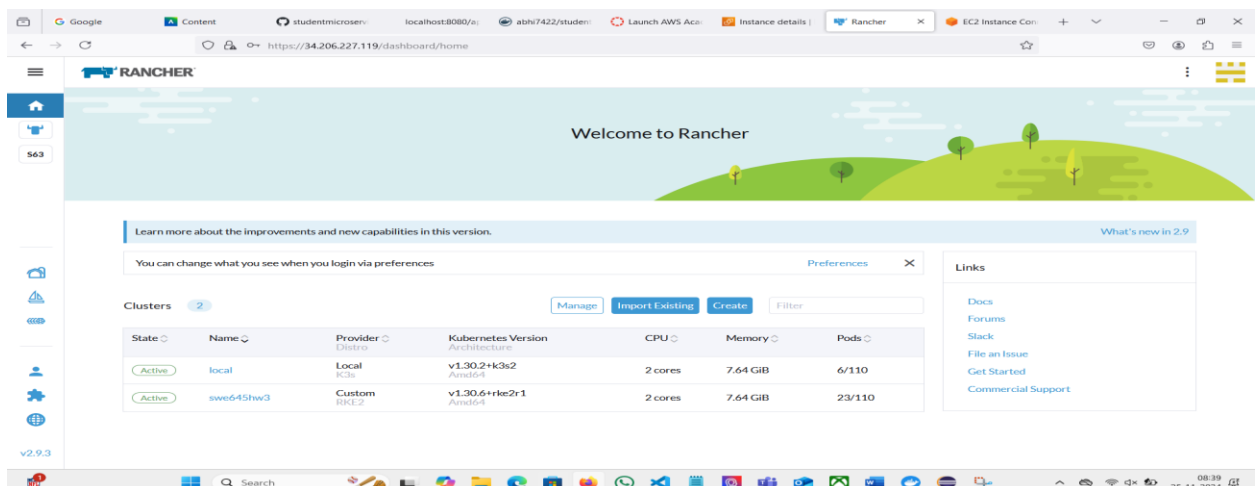 Google
Content
studentmicroserv
localhost:8080/a
abhi7422/student
Launch AWS Aca
Instance details |
Rancher
EC2 Instance Con
https://34.206.227.119/dashboard/home
RANCHER
Welcome to Rancher
S63
Learn more about the improvements and new capabilities in this version.
What's new in 2.9
You can change what you see when you login via preferences
Preferences
Links
Clusters 2
Manage
Import Existing
Create
Filter
Docs
Forums
Slack
File an Issue
Get Started
Commercial Support
State Name Provider Kubernetes Version CPU Memory Pods
Distro Architecture
Active local Local v1.30.2+k3s2 2 cores 7.64 GiB 6/110
K3s Amd64
Active swe645hw3 Custom v1.30.6+rke2r1 2 cores 7.64 GiB 23/110
RKE2 Amd64
v2.9.3
Search
08:39